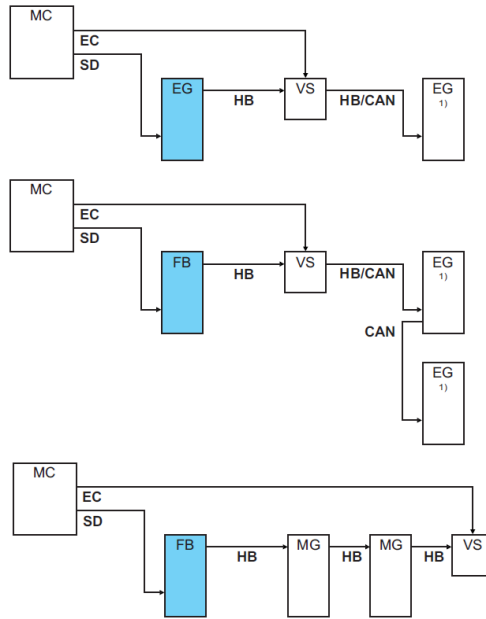 MC
EC
SD
EG
HB
VS
HB/CAN
EG
1)
MC
EC
SD
FB
HB
VS
HB/CAN
EG
1)
CAN
EG
1)
MC
EC
SD
FB
HB
MG
HB
MG
HB
VS